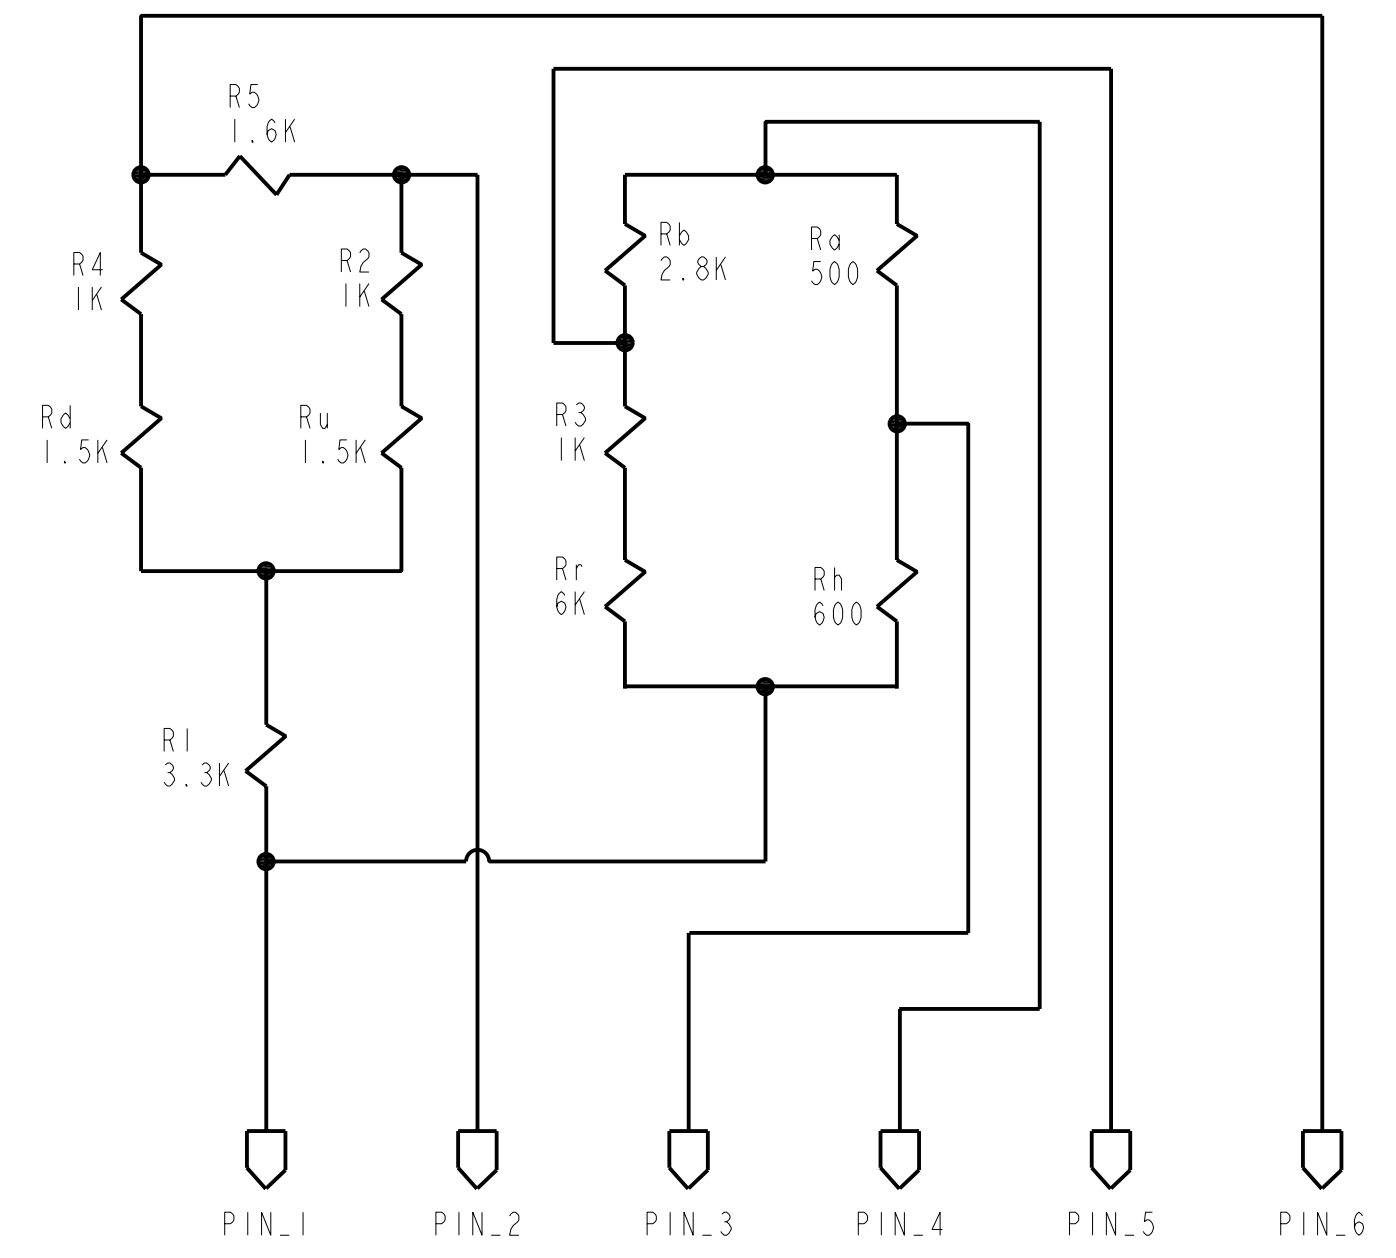 R5
1.6K
R4
1K
R2
1K
Rb
2.8K
Ra
500
Rd
1.5K
Ru
1.5K
R3
1K
Rr
6K
Rh
600
R1
3.3K
PIN_1
PIN_2
PIN_3
PIN_4
PIN_5
PIN_6